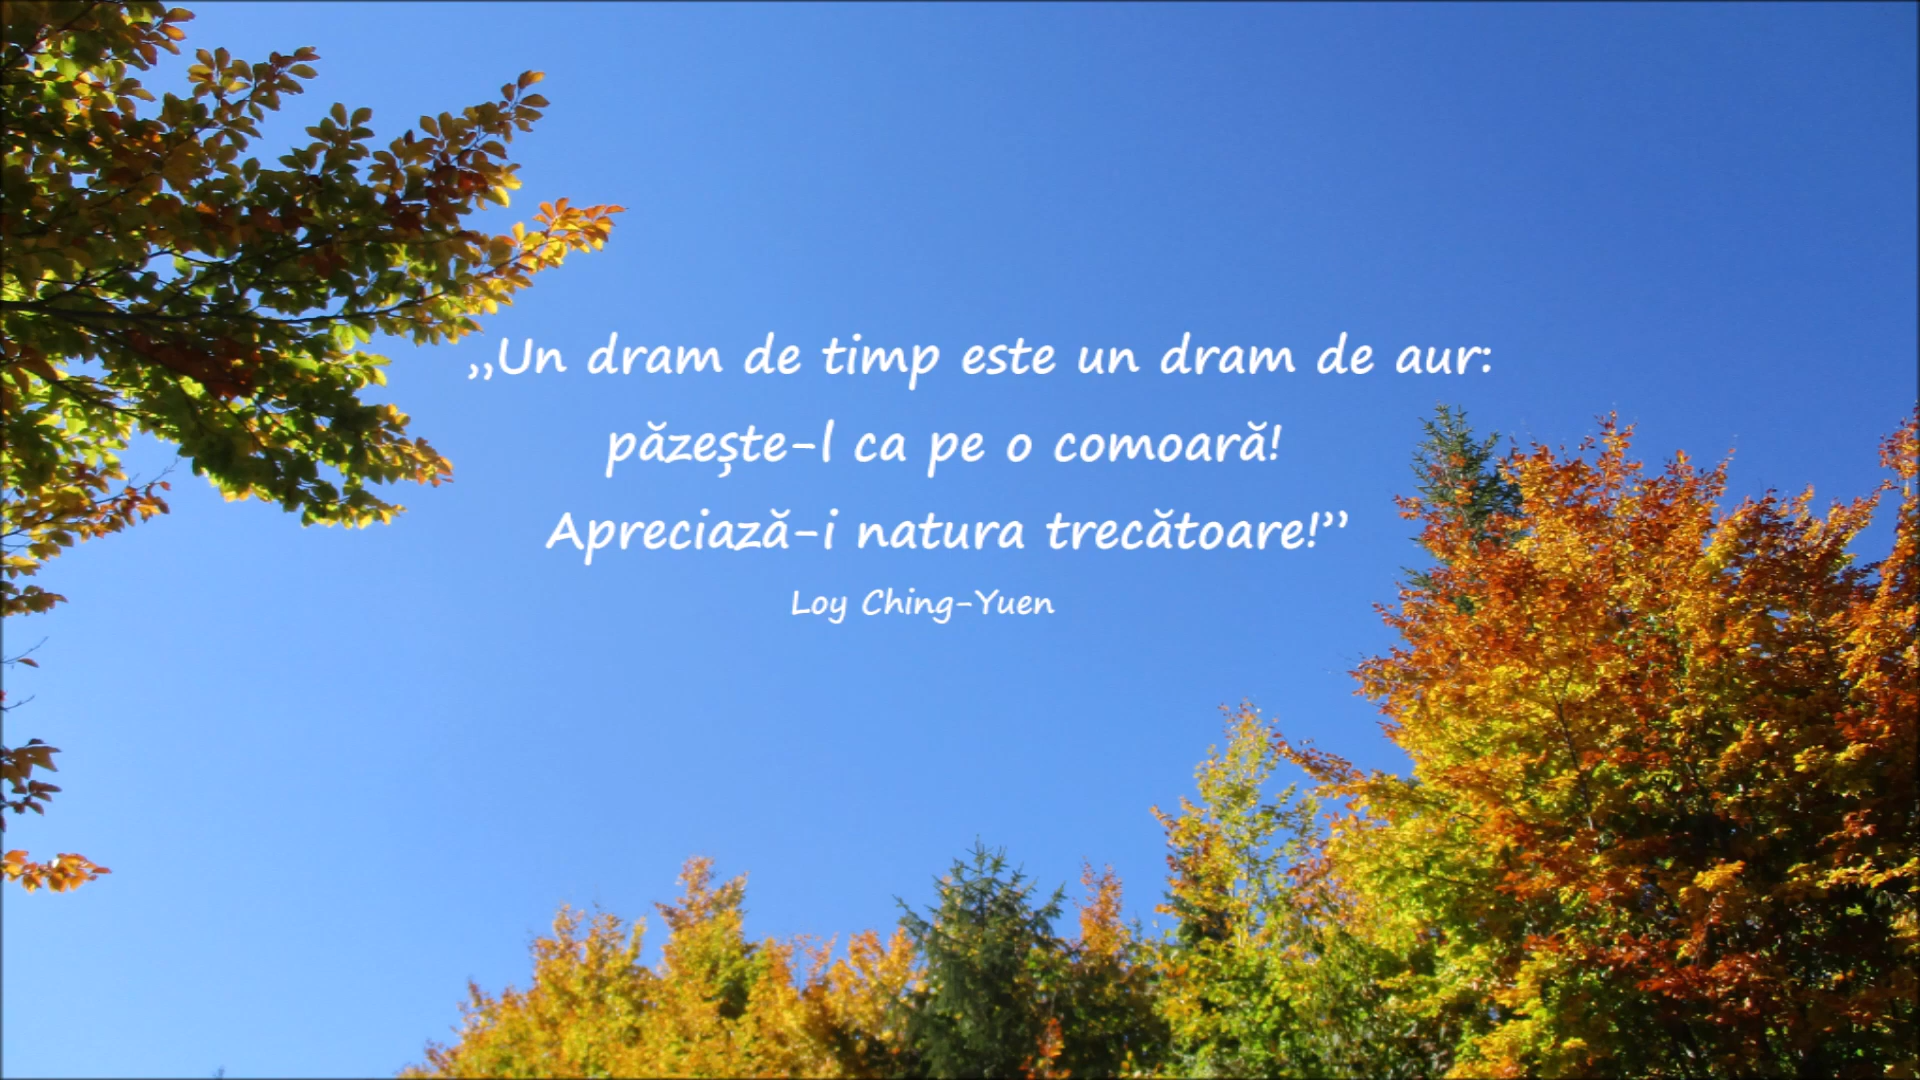 „Un dram de timp este un dram de aur:
păzește-l ca pe o comoară!
Apreciază-i natura trecătoare!”
Loy Ching-Yuen